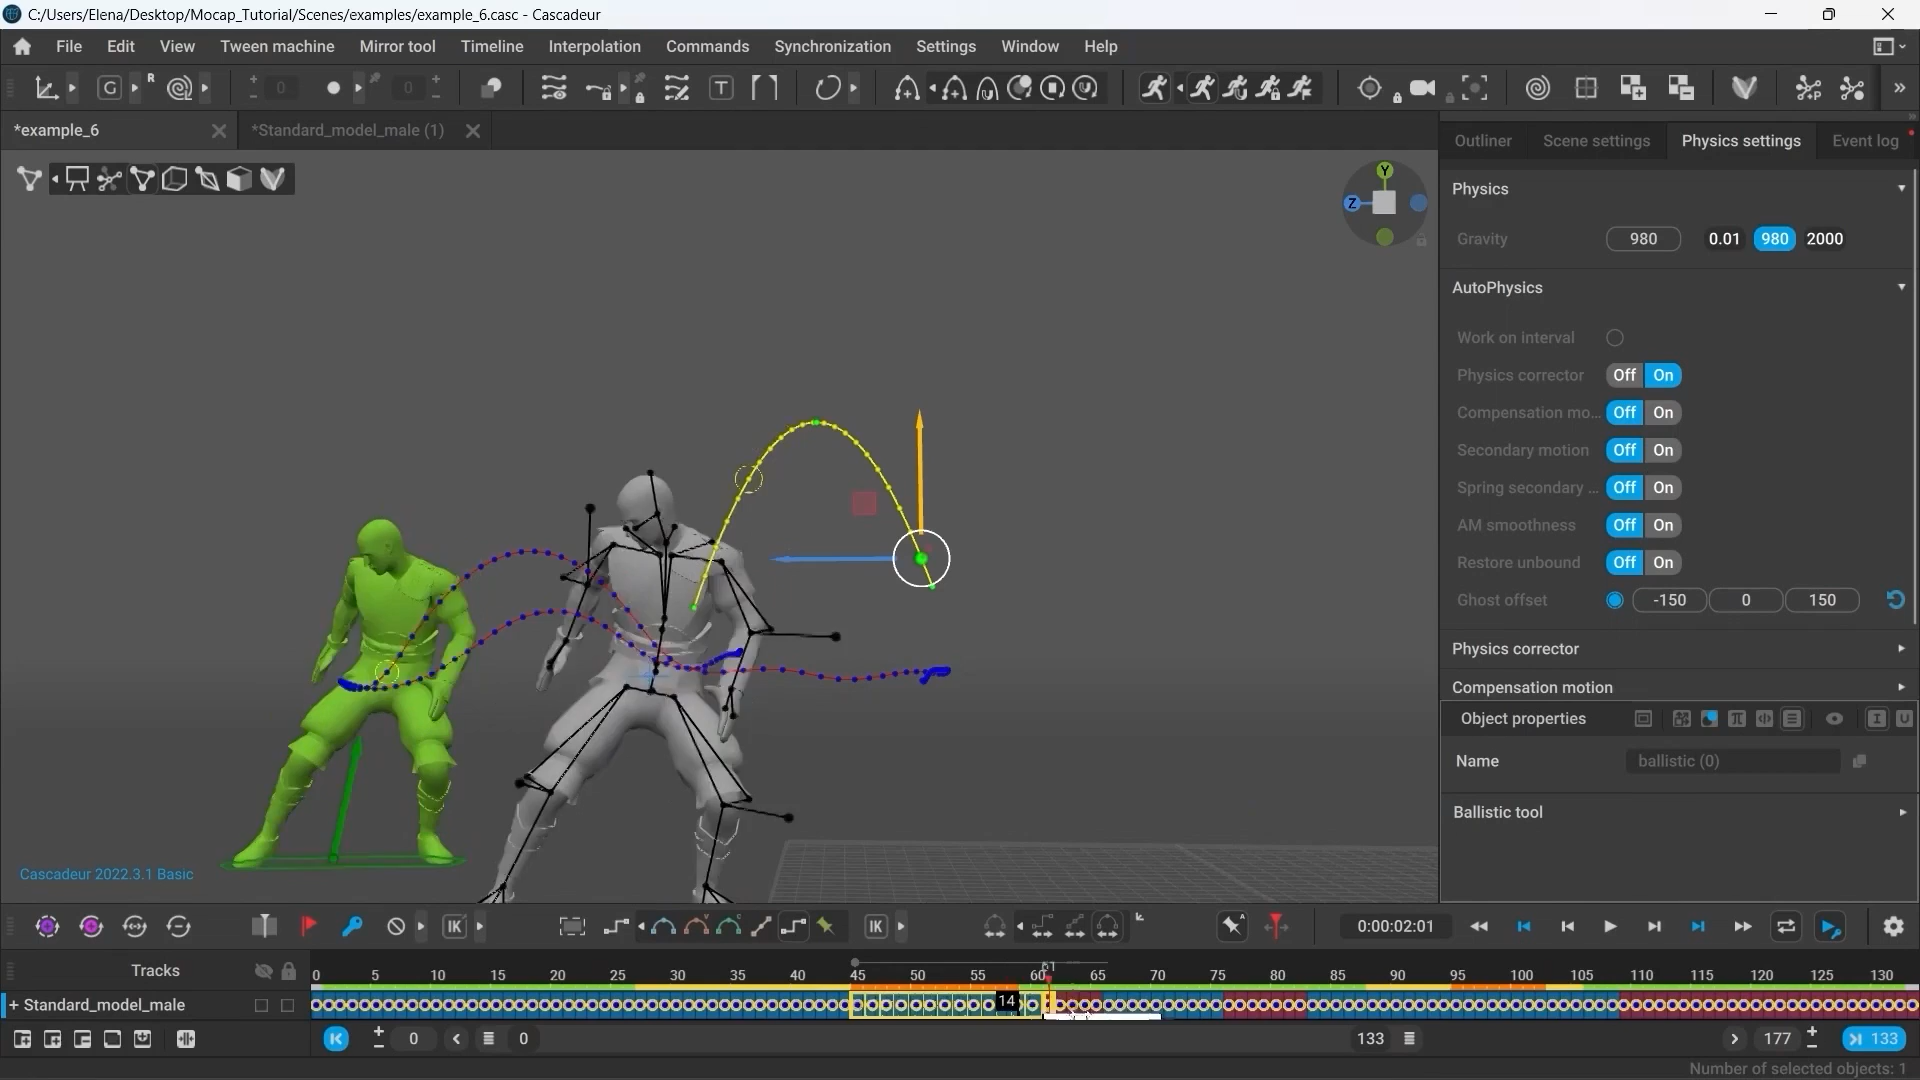 C:/Users/Elena/Desktop/Mocap_Tutorial/Scenes/examples/example_6.casc - Cascadeur
File Edit View Tween machine Mirror tool Timeline Interpolation Commands Synchronization Settings Window Help
G R 0 0 T
*example_6 *Standard_model_male (1)
Outliner Scene settings Physics settings Event log
Y
Z
Physics
Gravity 980 0.01 980 2000
AutoPhysics
Work on interval
Physics corrector Off On
Compensation mo... Off On
Secondary motion Off On
Spring secondary ... Off On
AM smoothness Off On
Restore unbound Off On
Ghost offset -150 0 150
Physics corrector
Compensation motion
Object properties
Name ballistic (0)
Ballistic tool
Cascadeur 2022.3.1 Basic
IK IK 0:00:02:01
Tracks 0 5 10 15 20 25 30 35 40 45 50 55 60 61 65 70 75 80 85 90 95 100 105 110 115 120 125 130
+ Standard_model_male 14
0 0 133 177 133
Number of selected objects: 1